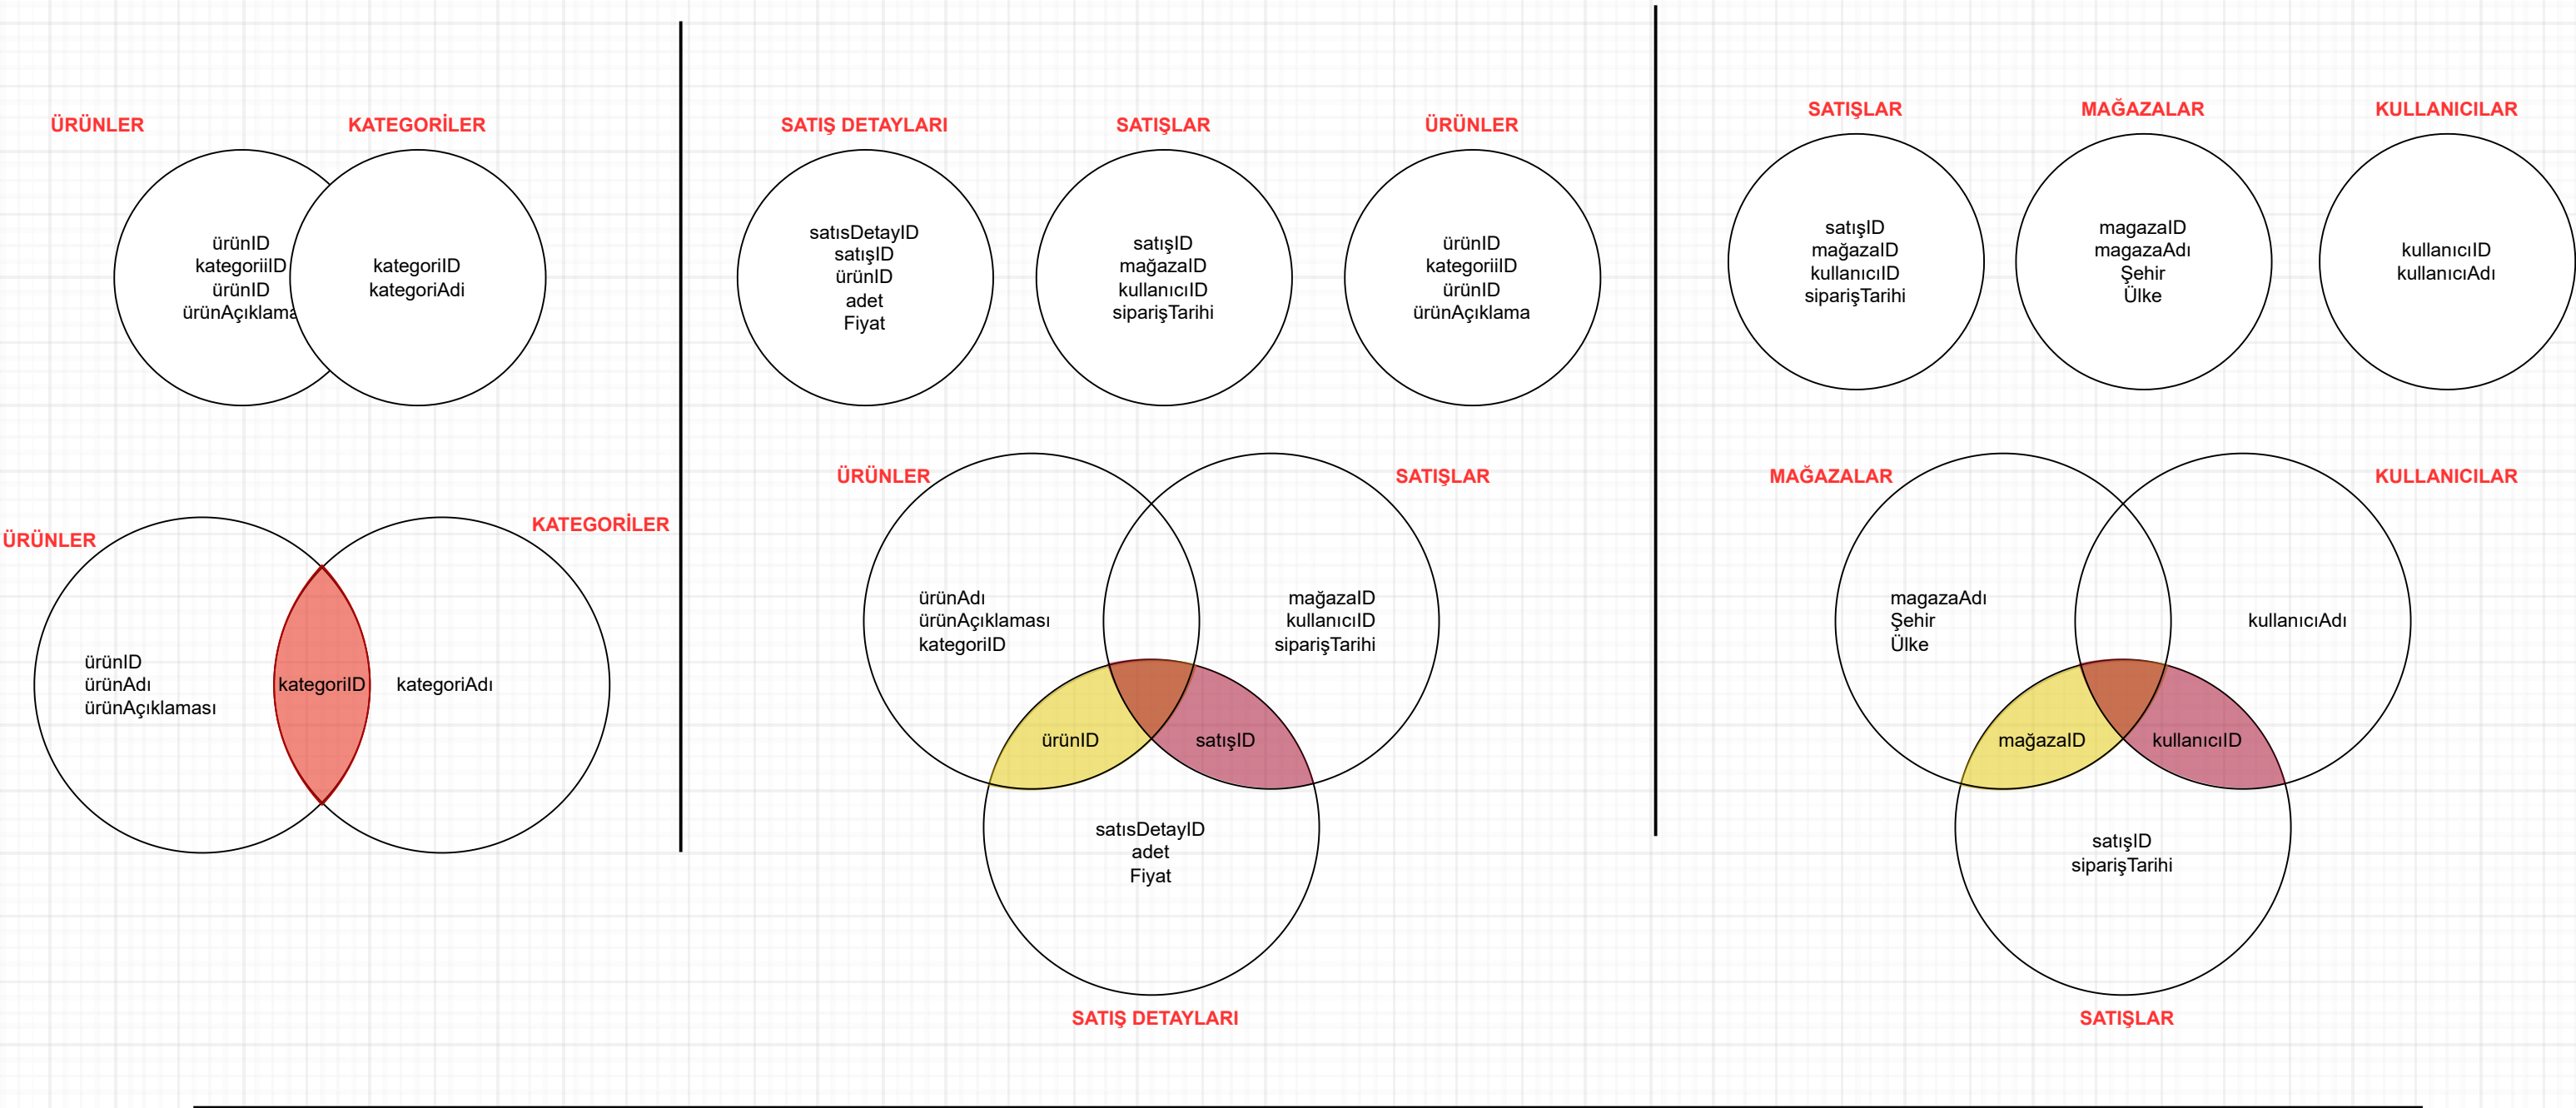 ÜRÜNLER
KATEGORİLER
ürünID
kategoriiID
ürünID
ürünAçıklama
kategoriID
kategoriAdi
ÜRÜNLER
KATEGORİLER
ürünID
ürünAdı
ürünAçıklaması
kategoriID
kategoriAdı
SATIŞ DETAYLARI
SATIŞLAR
ÜRÜNLER
satısDetayID
satışID
ürünID
adet
Fiyat
satışID
mağazaID
kullanıcıID
siparişTarihi
ürünID
kategoriiID
ürünID
ürünAçıklama
ÜRÜNLER
SATIŞLAR
ürünAdı
ürünAçıklaması
kategoriID
mağazaID
kullanıcıID
siparişTarihi
ürünID
satışID
satısDetayID
adet
Fiyat
SATIŞ DETAYLARI
SATIŞLAR
MAĞAZALAR
KULLANICILAR
satışID
mağazaID
kullanıcıID
siparişTarihi
magazaID
magazaAdı
Şehir
Ülke
kullanıcıID
kullanıcıAdı
MAĞAZALAR
KULLANICILAR
magazaAdı
Şehir
Ülke
kullanıcıAdı
mağazaID
kullanıcıID
satışID
siparişTarihi
SATIŞLAR